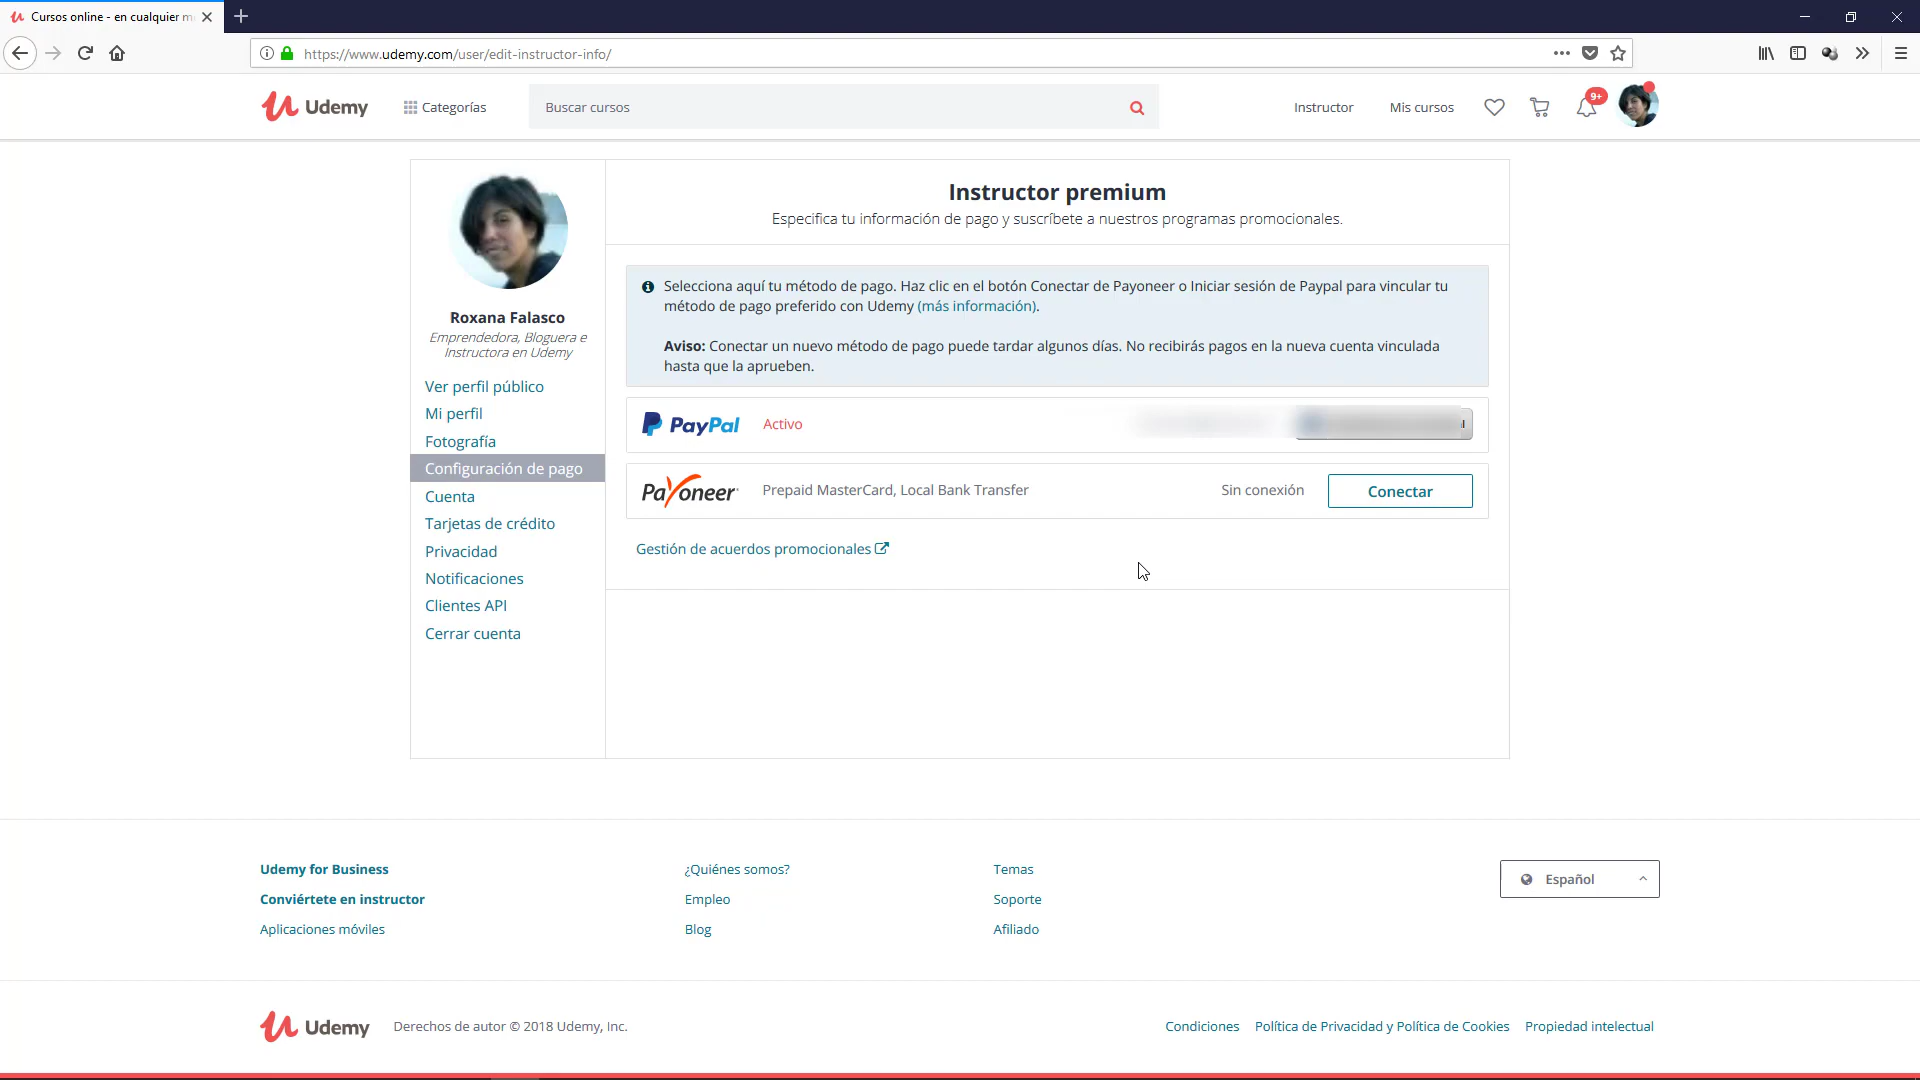 Cursos online - en cualquier m
https://www.udemy.com/user/edit-instructor-info/
Udemy
Categorías
Buscar cursos
Instructor
Mis cursos
9+
Instructor premium
Especifica tu información de pago y suscríbete a nuestros programas promocionales.
Roxana Falasco
Emprendedora, Bloguera e
Instructora en Udemy
Ver perfil público
Mi perfil
Fotografía
Configuración de pago
Cuenta
Tarjetas de crédito
Privacidad
Notificaciones
Clientes API
Cerrar cuenta
Selecciona aquí tu método de pago. Haz clic en el botón Conectar de Payoneer o Iniciar sesión de Paypal para vincular tu
método de pago preferido con Udemy (más información).
Aviso: Conectar un nuevo método de pago puede tardar algunos días. No recibirás pagos en la nueva cuenta vinculada
hasta que la aprueben.
PayPal Activo
Payoneer Prepaid MasterCard, Local Bank Transfer Sin conexión Conectar
Gestión de acuerdos promocionales
Udemy for Business
Conviértete en instructor
Aplicaciones móviles
¿Quiénes somos?
Empleo
Blog
Temas
Soporte
Afiliado
Español
Udemy
Derechos de autor © 2018 Udemy, Inc.
Condiciones
Política de Privacidad y Política de Cookies
Propiedad intelectual